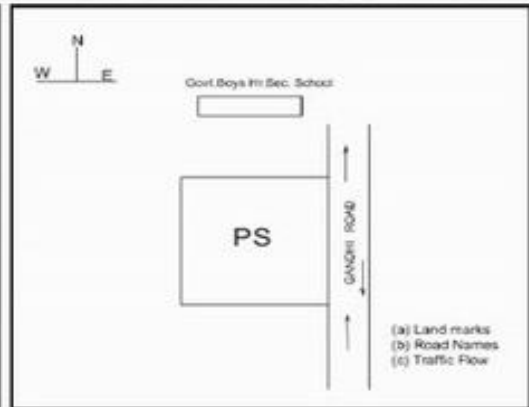 N
W E
Govt.Boys Hr.Sec. School
PS
GANDHI ROAD
(a) Land marks
(b) Road Names
(c) Traffic Flow